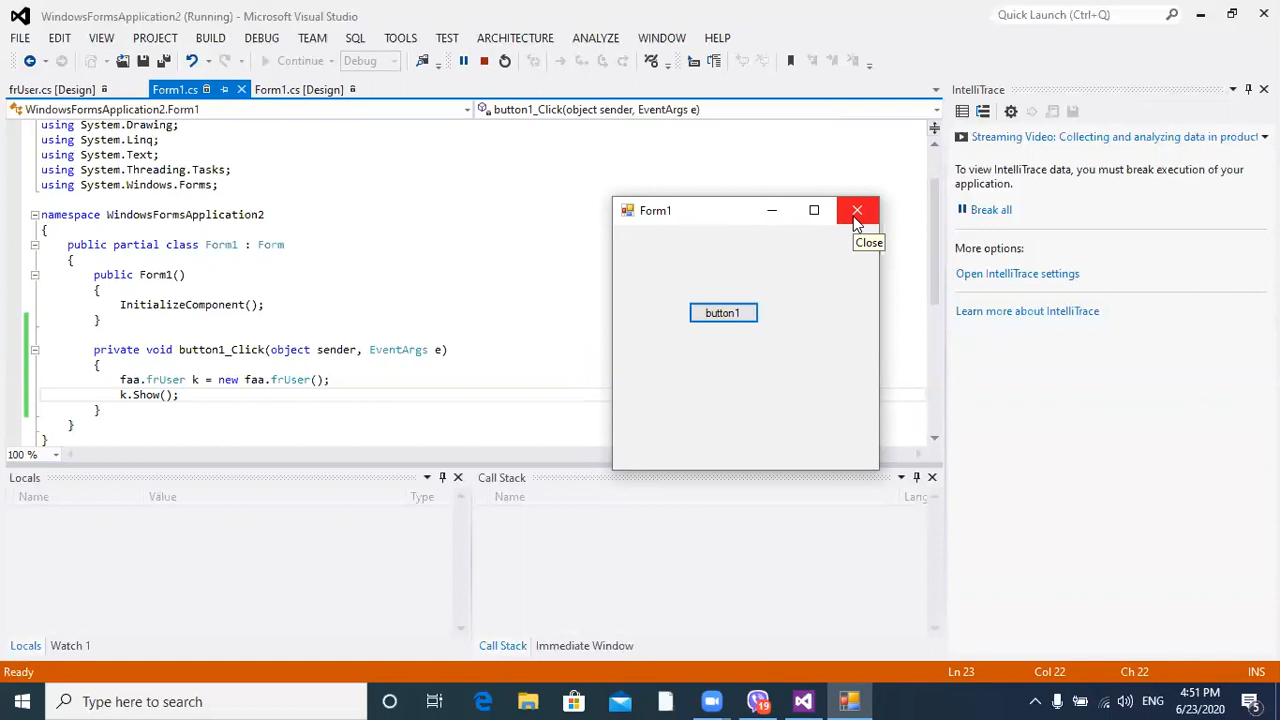 WindowsFormsApplication2 (Running) - Microsoft Visual Studio
Quick Launch (Ctrl+Q)
FILE EDIT VIEW PROJECT BUILD DEBUG TEAM SQL TOOLS TEST ARCHITECTURE ANALYZE WINDOW HELP
Continue Debug
frUser.cs [Design] Form1.cs Form1.cs [Design]
IntelliTrace
WindowsFormsApplication2.Form1 button1_Click(object sender, EventArgs e)
using System.Drawing;
using System.Linq;
using System.Text;
using System.Threading.Tasks;
using System.Windows.Forms;
namespace WindowsFormsApplication2
{
public partial class Form1 : Form
{
public Form1()
{
InitializeComponent();
}
private void button1_Click(object sender, EventArgs e)
{
faa.frUser k = new faa.frUser();
k.Show();
}
}
}
100 %
Form1
Close
button1
Streaming Video: Collecting and analyzing data in product
To view IntelliTrace data, you must break execution of your
application.
Break all
More options:
Open IntelliTrace settings
Learn more about IntelliTrace
Locals
Name Value Type
Call Stack
Name Lang
Locals Watch 1
Call Stack Immediate Window
Ready Ln 23 Col 22 Ch 22 INS
Type here to search
19
ENG
4:51 PM
6/23/2020
5